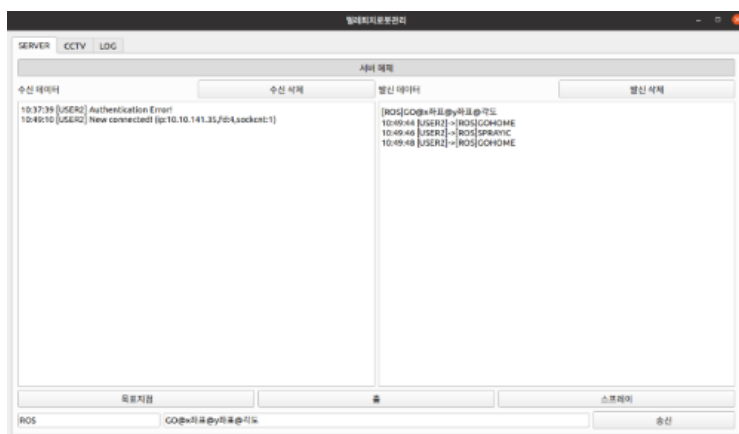 텔레피지로봇관리
SERVER CCTV LOG
서버 해제
수신 데이터 수신 삭제 발신 데이터 발신 삭제
10:37:39 [USER2] Authentication Error!
10:49:10 [USER2] New connected! (ip:10.10.141.35,fd:4,sockcnt:1)
[ROS]GO@x좌표@y좌표@각도
10:49:44 [USER2]->[ROS]GOHOME
10:49:46 [USER2]->[ROS]SPRAYIC
10:49:48 [USER2]->[ROS]GOHOME
목표지점 홈 스프레이
ROS GO@x좌표@y좌표@각도 송신